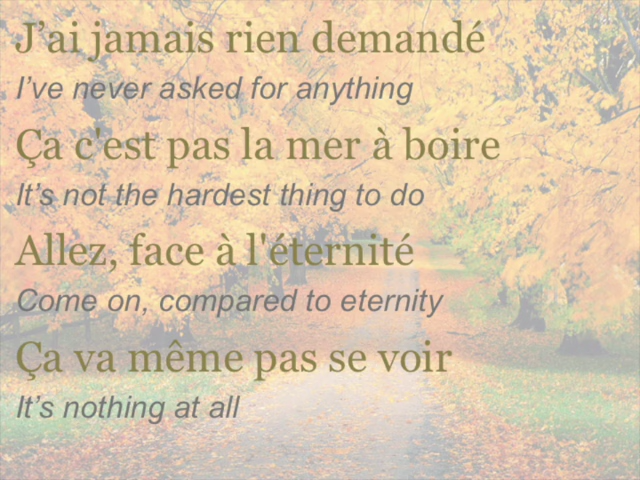 J’ai jamais rien demandé
I’ve never asked for anything
Ça c'est pas la mer à boire
It’s not the hardest thing to do
Allez, face à l'éternité
Come on, compared to eternity
Ça va même pas se voir
It’s nothing at all